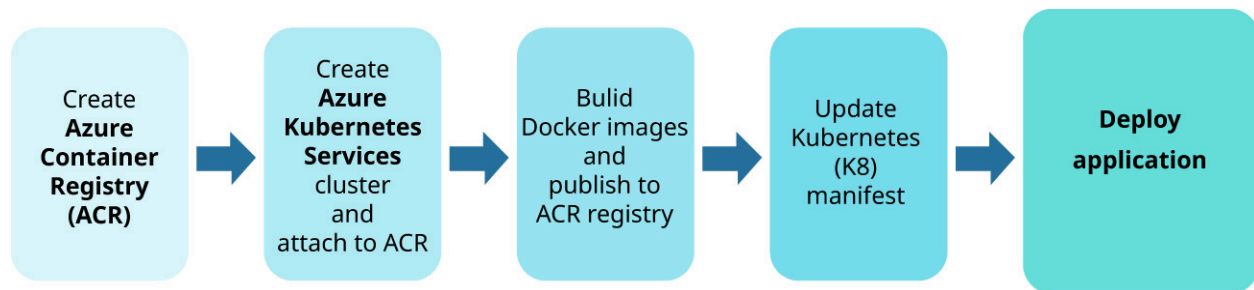 Create
Azure
Container
Registry
(ACR)
Create
Azure
Kubernetes
Services
cluster
and
attach to ACR
Bulid
Docker images
and
publish to
ACR registry
Update
Kubernetes
(K8)
manifest
Deploy
application